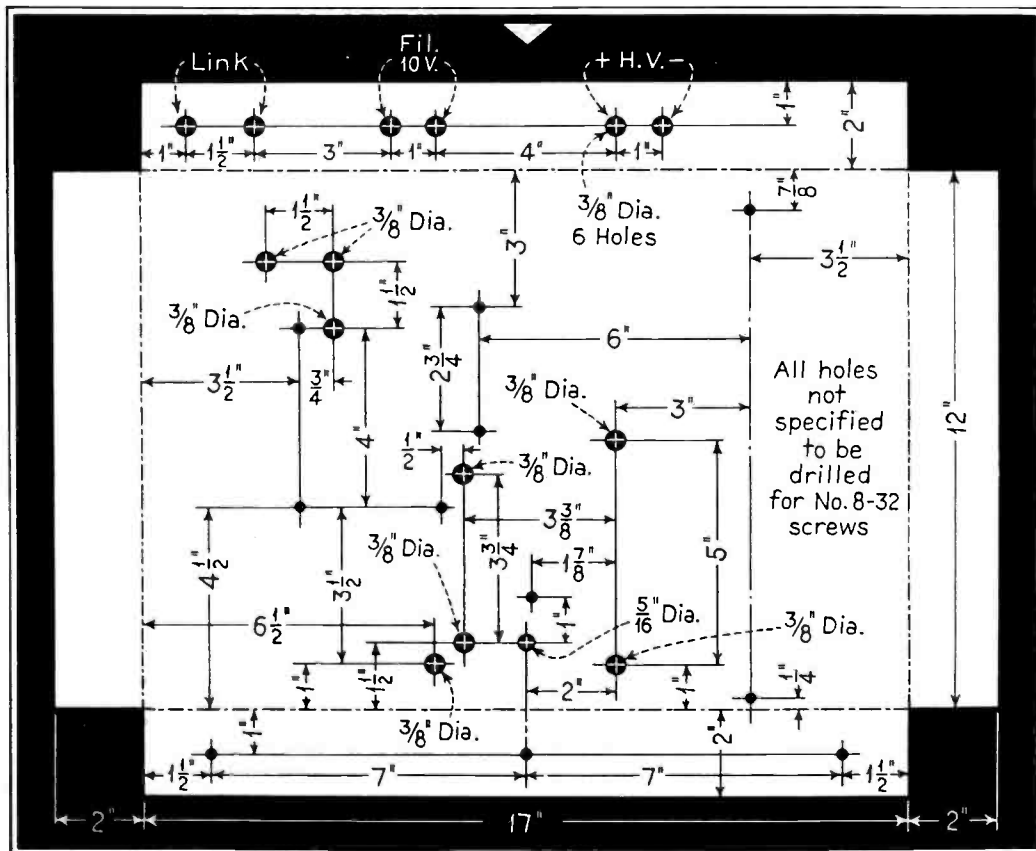 Link
Fil.
10 V.
+ H.V. -
1"
2"
1" 1 1/2" 3" 1" 4" 1"
7/8"
1 1/2"
3/8" Dia.
3"
3/8" Dia.
6 Holes
3 1/2"
1 1/2"
3/8" Dia.
2 3/4"
6"
3 1/2" 3/4"
4"
3/8" Dia.
3"
All holes
not
specified
to be
drilled
for No. 8-32
screws
12"
1/2"
3/8" Dia.
3 3/8"
3/8" Dia.
3 3/4"
1 7/8"
5"
4 1/2"
3 1/2"
6 1/2"
1"
5/16" Dia.
3/8" Dia.
1"
1 1/2"
2"
1"
1/4"
3/8" Dia.
1"
2"
1 1/2" 7" 7" 1 1/2"
2" 17" 2"